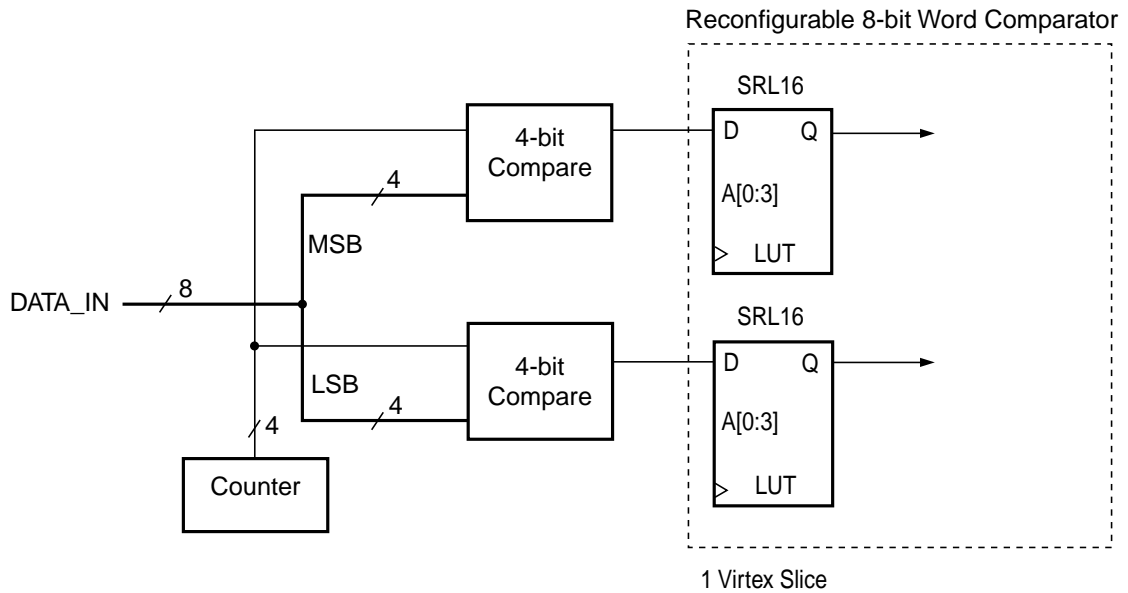 Reconfigurable 8-bit Word Comparator
SRL16
4-bit
Compare
D
Q
A[0:3]
LUT
4
MSB
DATA_IN
8
SRL16
4-bit
Compare
D
Q
A[0:3]
LUT
LSB
4
4
Counter
1 Virtex Slice